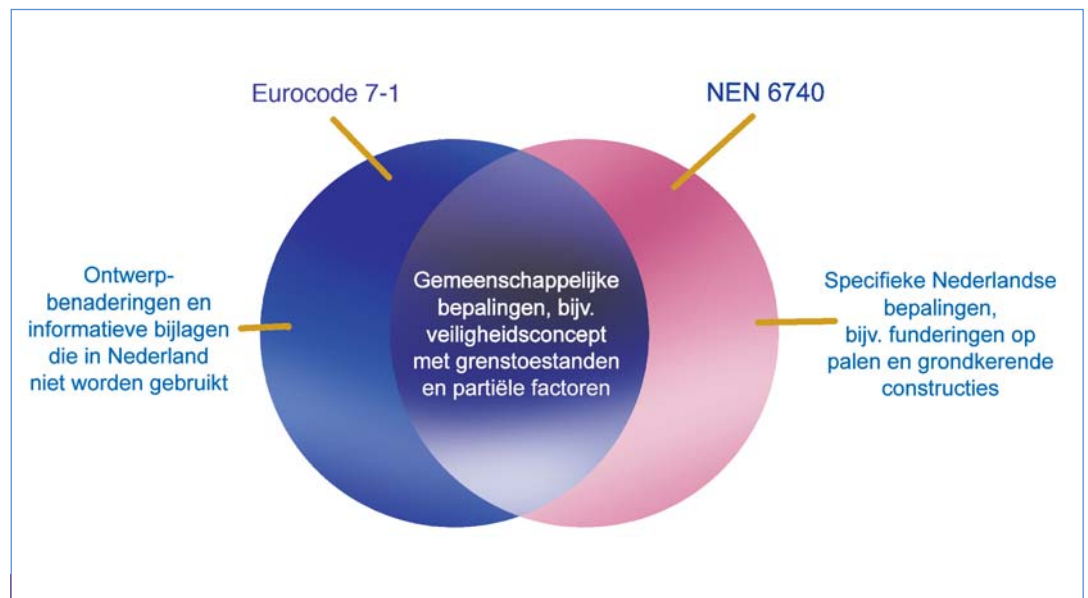 Eurocode 7-1
NEN 6740
Ontwerp-
benaderingen en
informatieve bijlagen
die in Nederland
niet worden gebruikt
Gemeenschappelijke
bepalingen, bijv.
veiligheidsconcept
met grenstoestanden
en partiële factoren
Specifieke Nederlandse
bepalingen,
bijv. funderingen op
palen en grondkerende
constructies